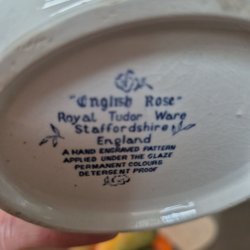 "English Rose"
Royal Tudor Ware
Staffordshire
England
A HAND ENGRAVED PATTERN
APPLIED UNDER THE GLAZE
PERMANENT COLOURS
DETERGENT PROOF